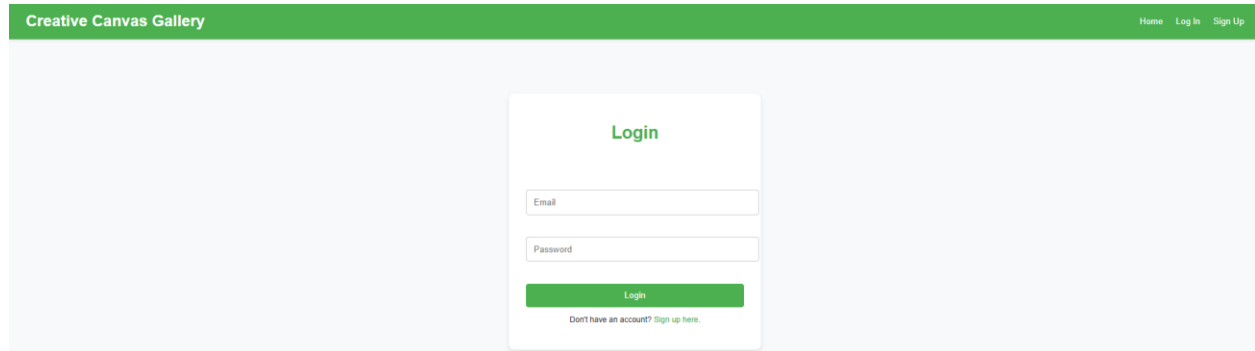 Creative Canvas Gallery
Home Log In Sign Up
Login
Email
Password
Login
Don't have an account? Sign up here.